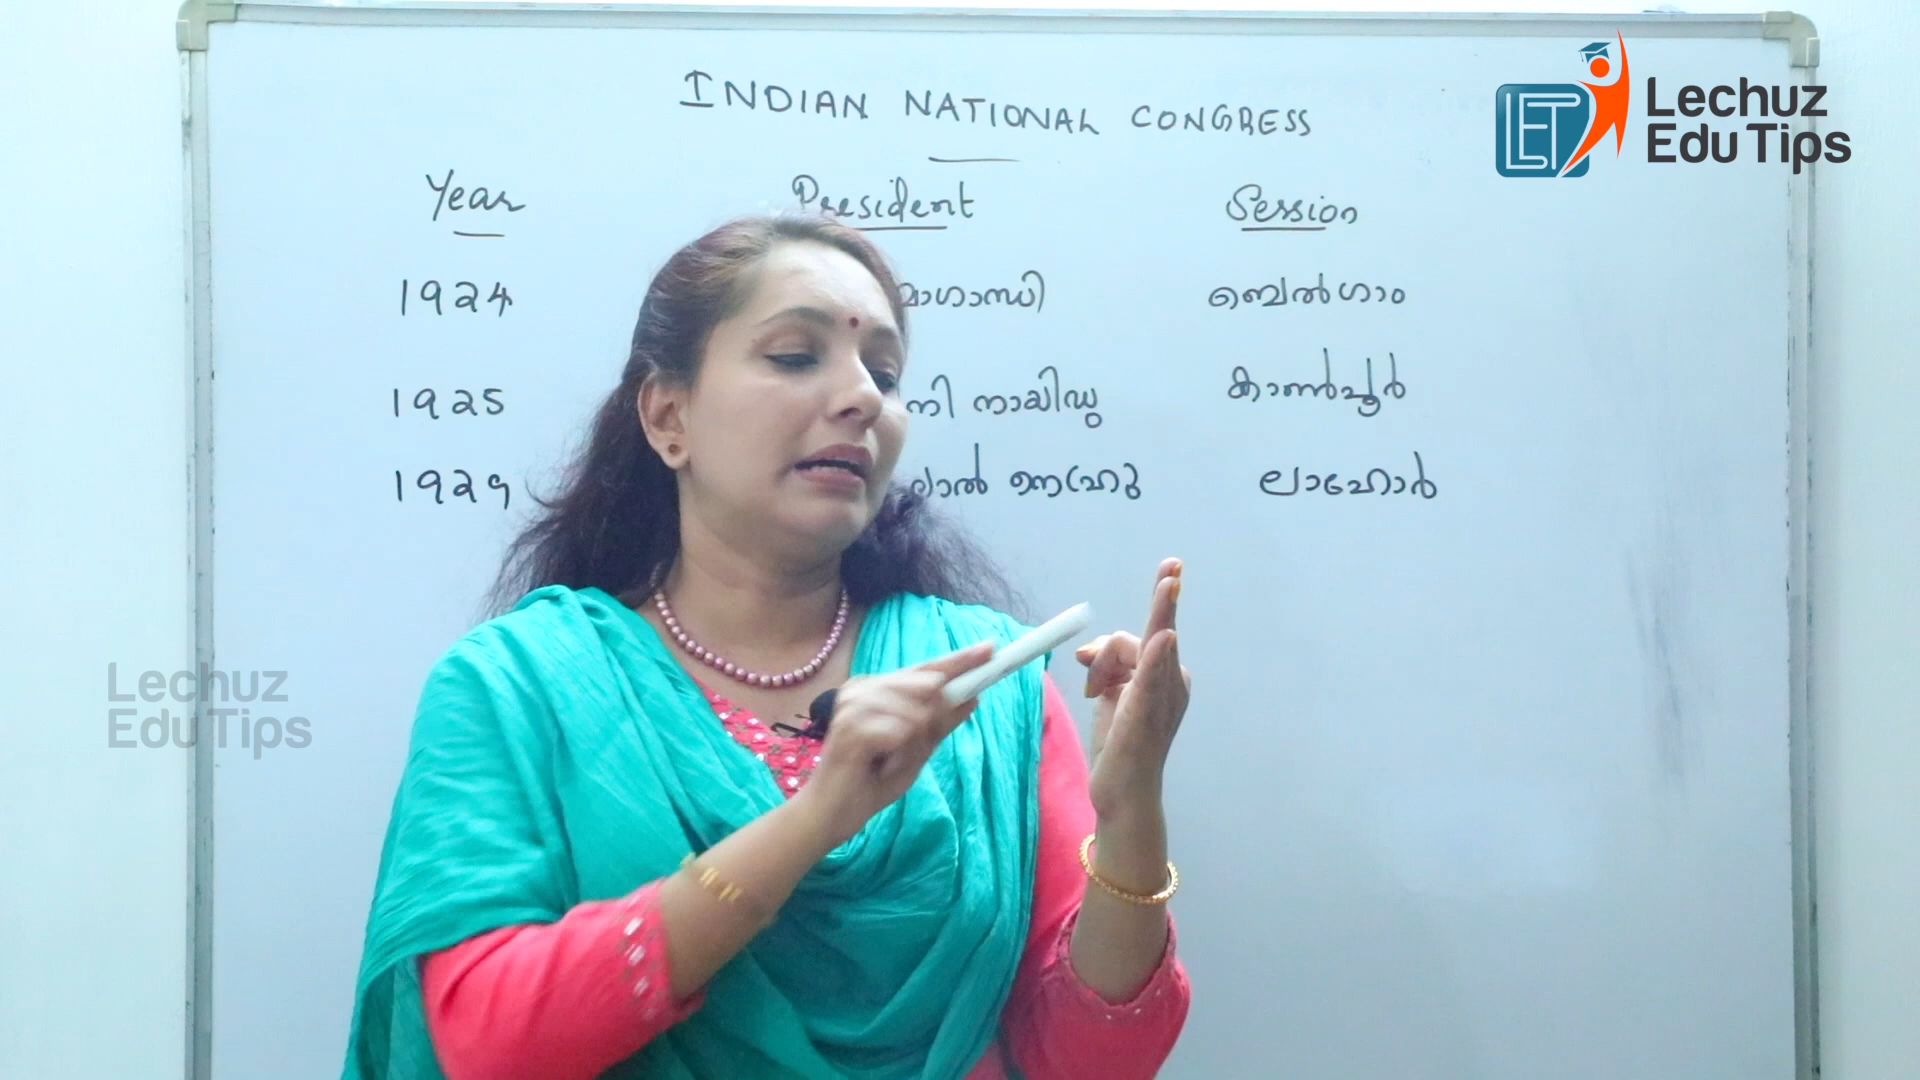 INDIAN NATIONAL CONGRESS
Lechuz
Edu Tips
Year President Session
1924 മാഗാന്ധി ബെൽഗാം
1925 നി നായിഡു കാൺപൂർ
1929 ലാൽ നെഹ്റു ലാഹോർ
Lechuz
Edu Tips